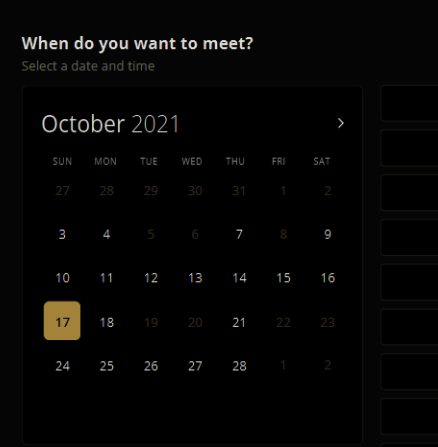 When do you want to meet?
Select a date and time
October 2021 >
SUN MON TUE WED THU FRI SAT
27 28 29 30 31 1 2
3 4 5 6 7 8 9
10 11 12 13 14 15 16
17 18 19 20 21 22 23
24 25 26 27 28 1 2